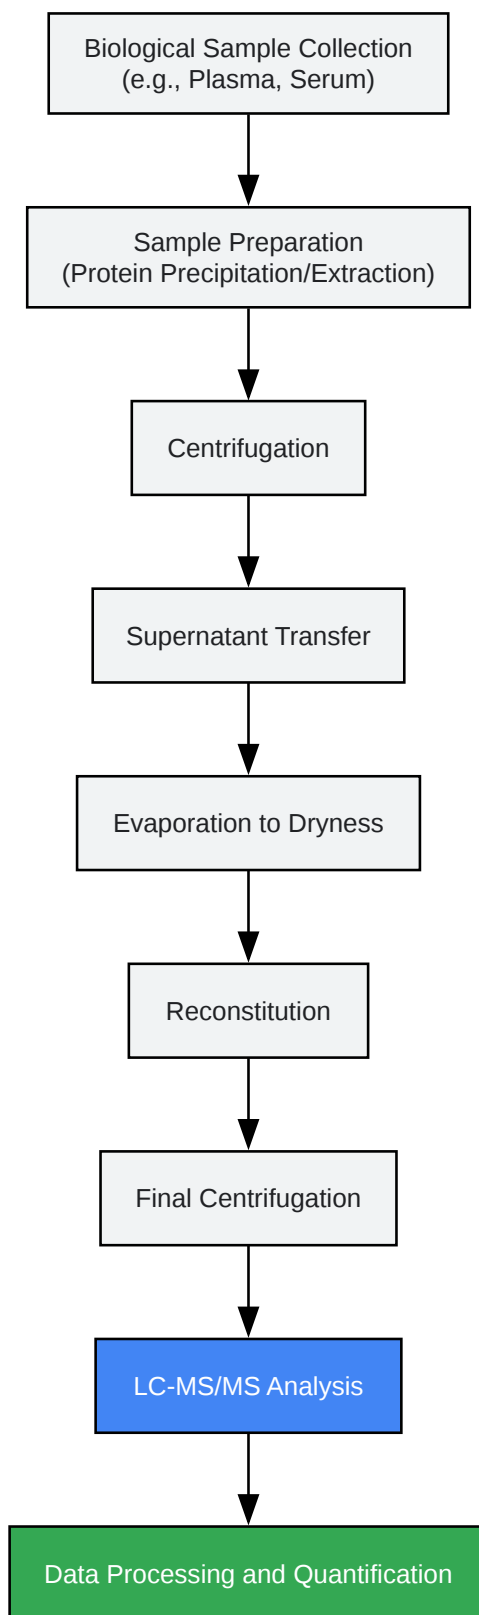 Biological Sample Collection
(e.g., Plasma, Serum)
Sample Preparation
(Protein Precipitation/Extraction)
Centrifugation
Supernatant Transfer
Evaporation to Dryness
Reconstitution
Final Centrifugation
LC-MS/MS Analysis
Data Processing and Quantification